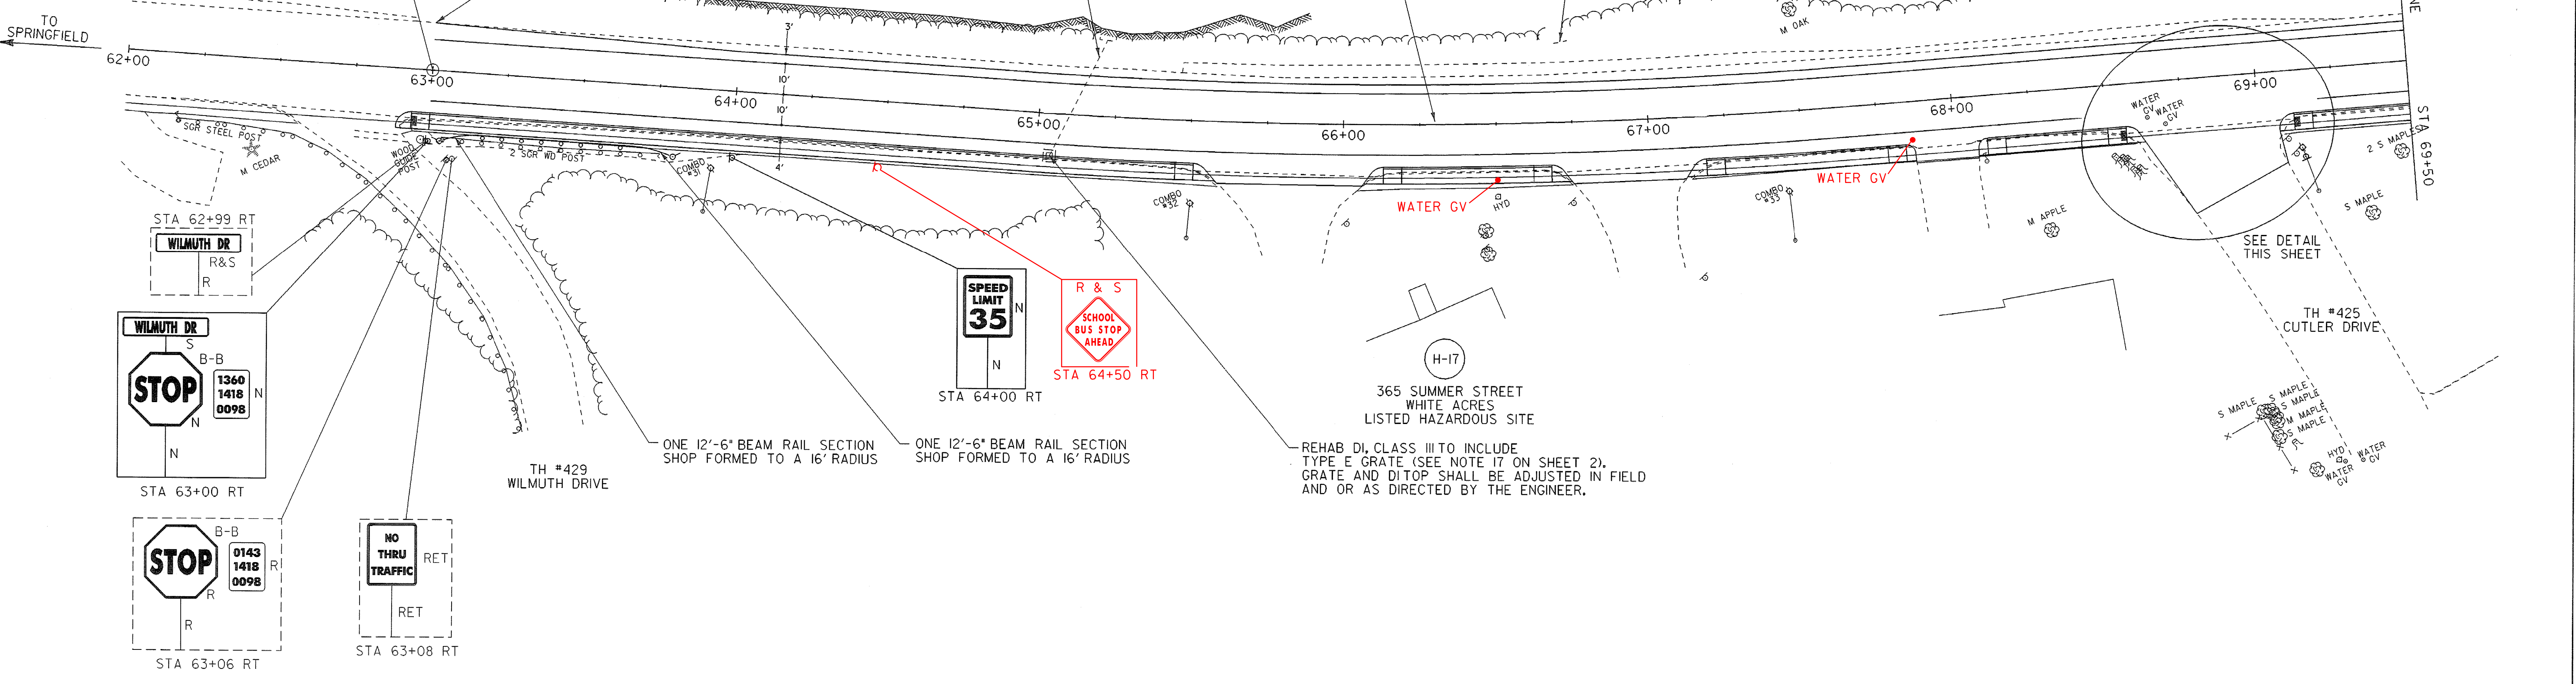 TO
SPRINGFIELD
62+00
63+00
64+00
65+00
66+00
67+00
68+00
69+00
3'
10'
10'
4'
M OAK
NE
STA 69+50
SGR STEEL POST
M CEDAR
WOOD
GUIDE
POST
2 SGR WD POST
COMBO
#31
COMBO
#32
WATER GV
HYD
COMBO
#33
WATER GV
M APPLE
WATER
GV
WATER
GV
2 S MAPLES
S MAPLE
SEE DETAIL
THIS SHEET
TH #425
CUTLER DRIVE
STA 62+99 RT
WILMUTH DR
R&S
R
WILMUTH DR
S
B-B
STOP
1360
1418
0098
N
N
N
STA 63+00 RT
B-B
STOP
0143
1418
0098
R
R
R
STA 63+06 RT
NO
THRU
TRAFFIC
RET
RET
STA 63+08 RT
TH #429
WILMUTH DRIVE
ONE 12'-6" BEAM RAIL SECTION
SHOP FORMED TO A 16' RADIUS
ONE 12'-6" BEAM RAIL SECTION
SHOP FORMED TO A 16' RADIUS
SPEED
LIMIT
35
N
N
STA 64+00 RT
R & S
SCHOOL
BUS STOP
AHEAD
STA 64+50 RT
H-17
365 SUMMER STREET
WHITE ACRES
LISTED HAZARDOUS SITE
REHAB DI, CLASS III TO INCLUDE
TYPE E GRATE (SEE NOTE 17 ON SHEET 2).
GRATE AND DI TOP SHALL BE ADJUSTED IN FIELD
AND OR AS DIRECTED BY THE ENGINEER.
S MAPLE
S MAPLE
S MAPLE
M MAPLE
S MAPLE
HYD
WATER
GV
WATER
GV